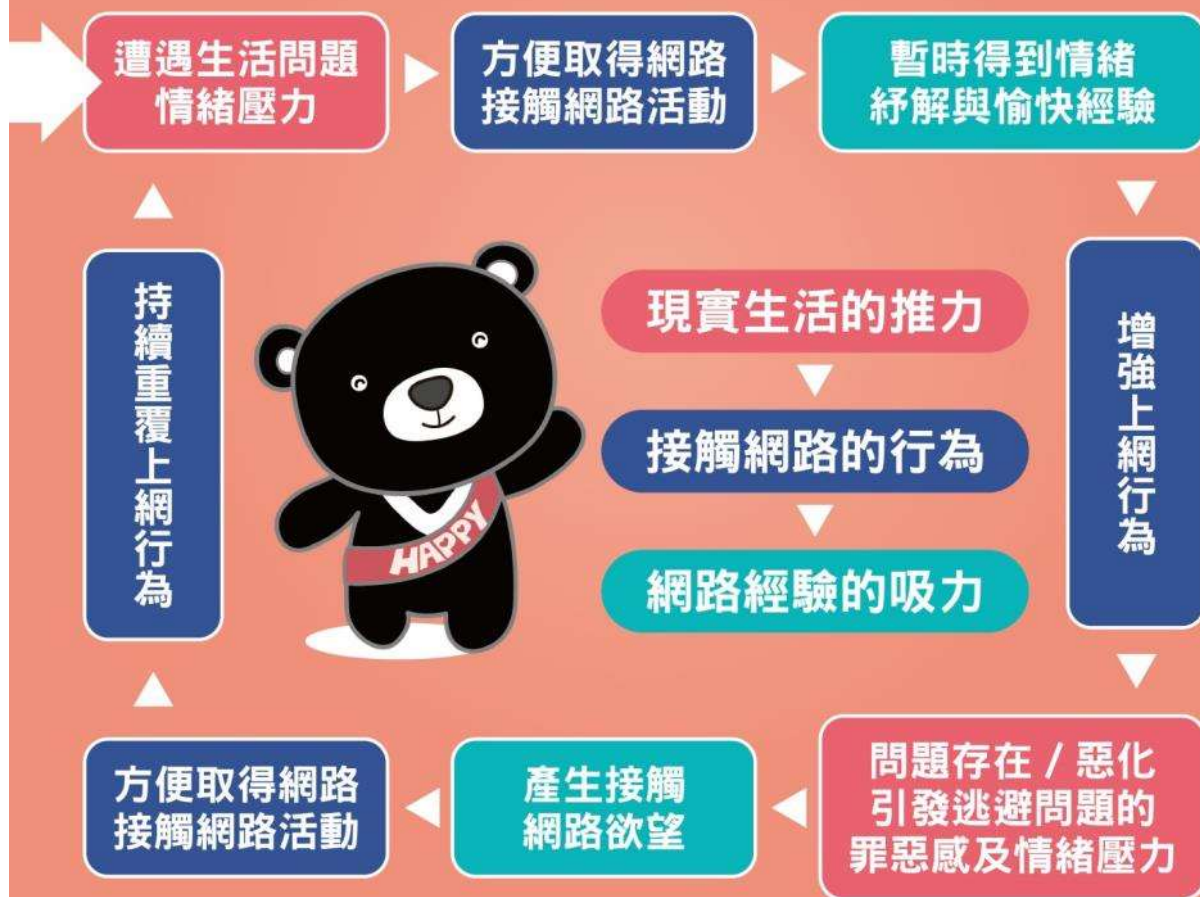 遭遇生活問題
情緒壓力
方便取得網路
接觸網路活動
暫時得到情緒
紓解與愉快經驗
持續重覆上網行為
現實生活的推力
接觸網路的行為
網路經驗的吸力
HAPPY
增強上網行為
方便取得網路
接觸網路活動
產生接觸
網路欲望
問題存在 / 惡化
引發逃避問題的
罪惡感及情緒壓力